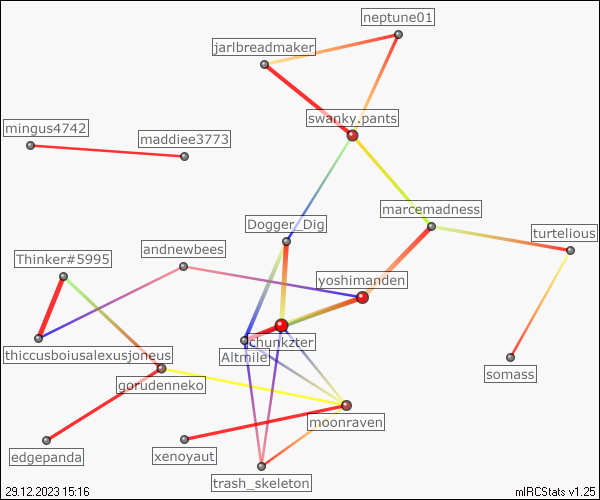 neptune01
jarlbreadmaker
swanky.pants
mingus4742
maddiee3773
marcemadness
Dogger_Dig
turtelious
andnewbees
Thinker#5995
yoshimanden
chunkzter
thiccusboiusalexusjoneus
Altmile
somass
gorudenneko
moonraven
edgepanda
xenoyaut
trash_skeleton
29.12.2023 15:16
mIRCStats v1.25